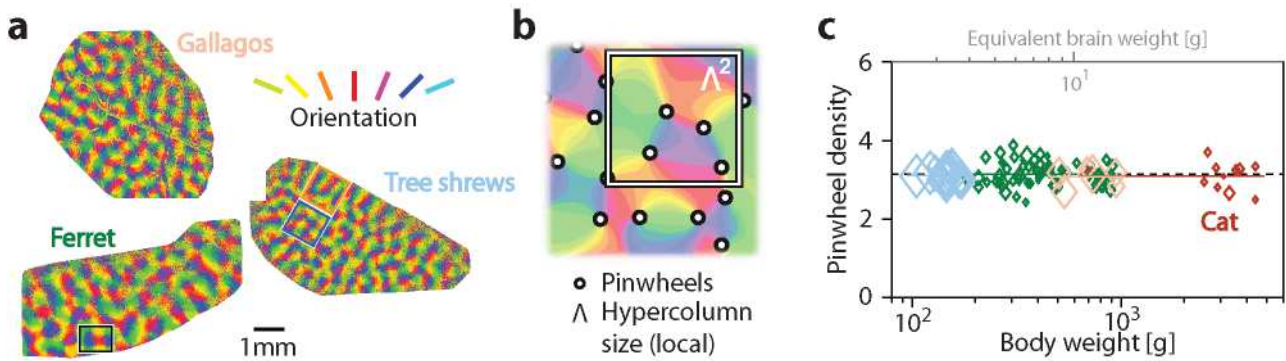 a
Gallagos
Orientation
Tree shrews
Ferret
1mm
b
Λ²
Pinwheels
Λ Hypercolumn
size (local)
c
Equivalent brain weight [g]
10¹
Pinwheel density
6
4
2
0
Cat
10² 10³
Body weight [g]